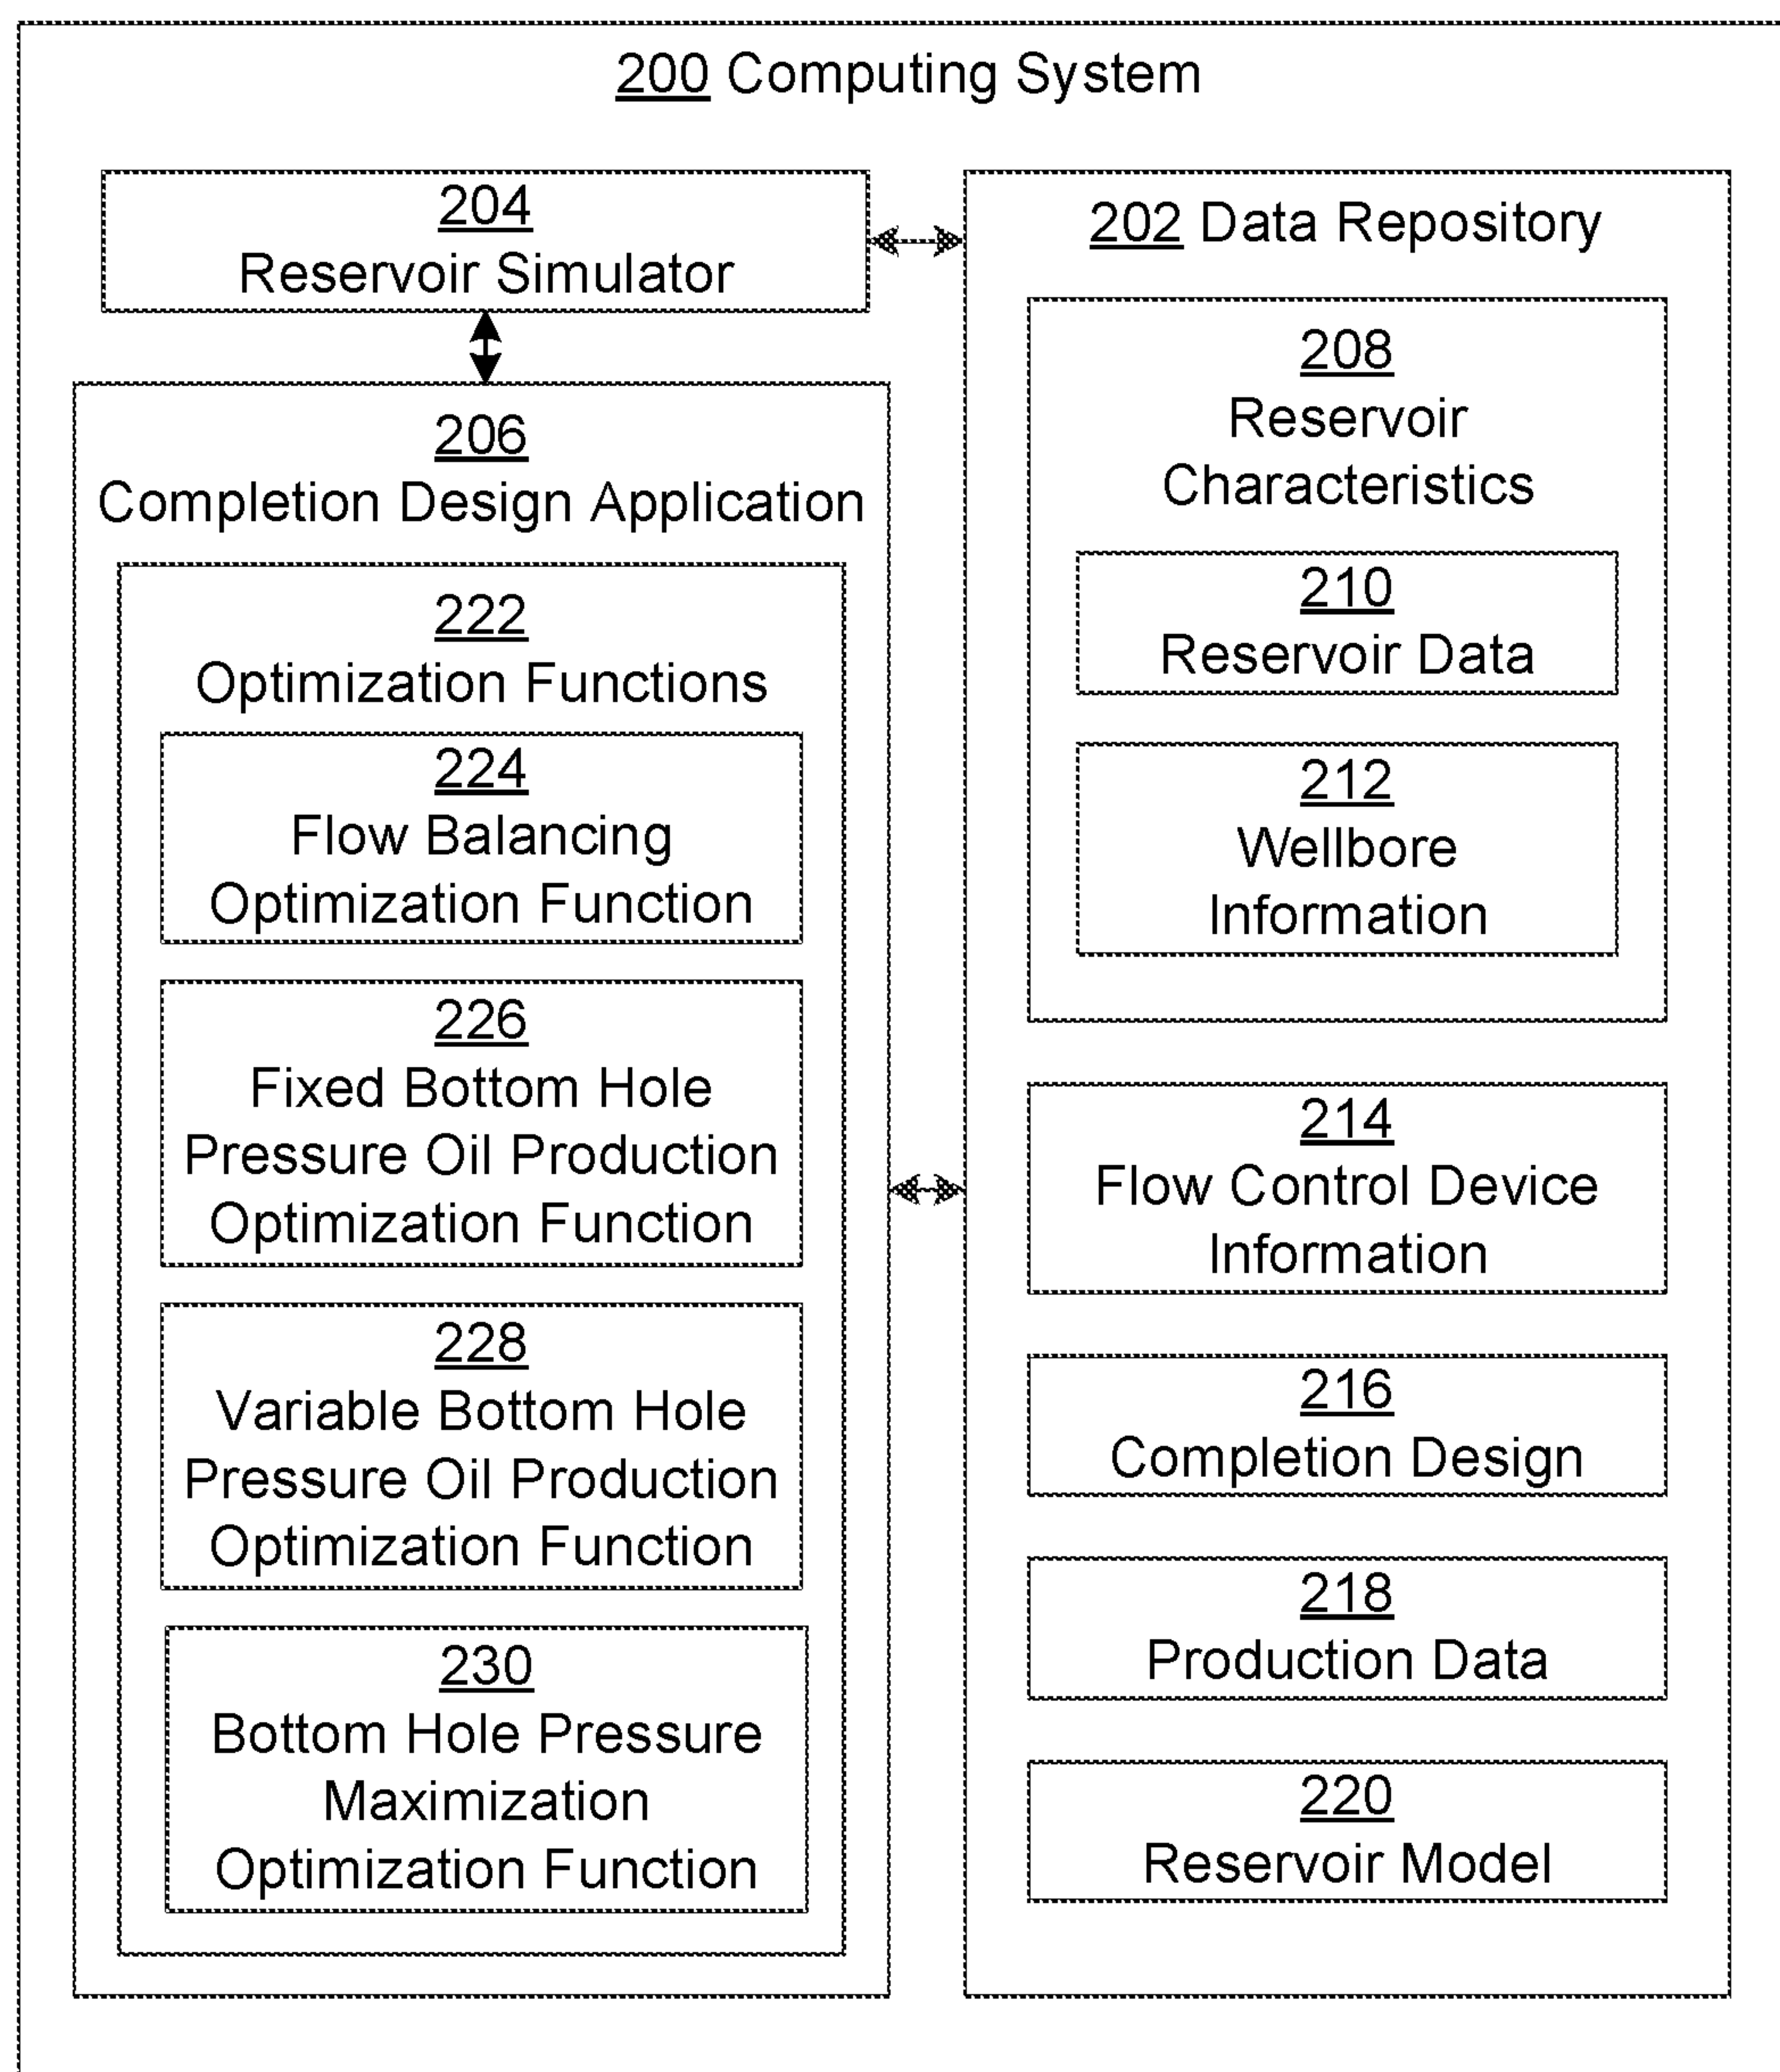 200 Computing System
204
Reservoir Simulator
206
Completion Design Application
222
Optimization Functions
224
Flow Balancing
Optimization Function
226
Fixed Bottom Hole
Pressure Oil Production
Optimization Function
228
Variable Bottom Hole
Pressure Oil Production
Optimization Function
230
Bottom Hole Pressure
Maximization
Optimization Function
202 Data Repository
208
Reservoir
Characteristics
210
Reservoir Data
212
Wellbore
Information
214
Flow Control Device
Information
216
Completion Design
218
Production Data
220
Reservoir Model